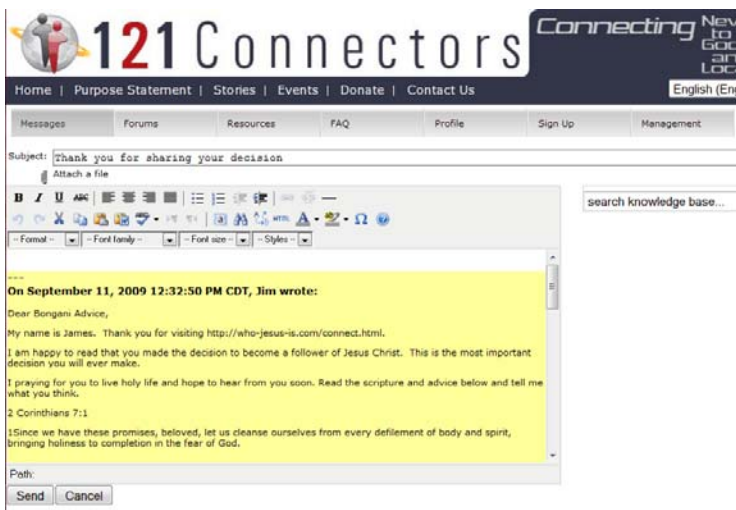 121 Connectors
Connecting
to
Home | Purpose Statement | Stories | Events | Donate | Contact Us
Messages Forums Resources FAQ Profile Sign Up Management
Subject: Thank you for sharing your decision
Attach a file
search knowledge base...
B I U ABC
HTML A Ω
-- Format -- -- Font family -- -- Font size -- -- Styles --
---
On September 11, 2009 12:32:50 PM CDT, Jim wrote:
Dear Bongani Advice,
My name is James. Thank you for visiting http://who-jesus-is.com/connect.html.
I am happy to read that you made the decision to become a follower of Jesus Christ. This is the most important
decision you will ever make.
I praying for you to live holy life and hope to hear from you soon. Read the scripture and advice below and tell me
what you think.
2 Corinthians 7:1
1Since we have these promises, beloved, let us cleanse ourselves from every defilement of body and spirit,
bringing holiness to completion in the fear of God.
Path:
Send Cancel